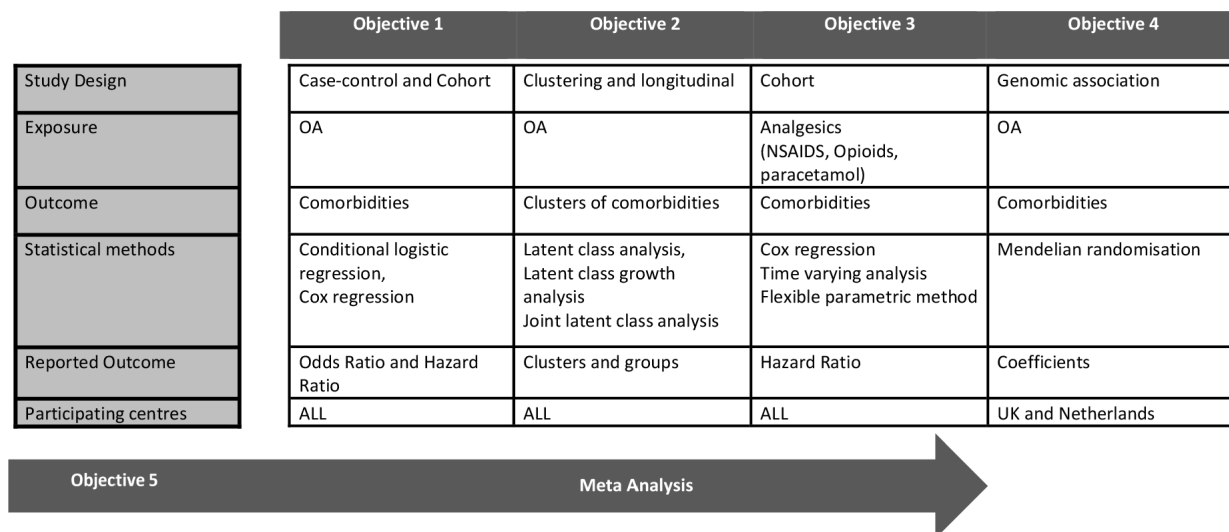 Objective 1 Objective 2 Objective 3 Objective 4
Study Design Case-control and Cohort Clustering and longitudinal Cohort Genomic association
Exposure OA OA Analgesics OA
(NSAIDS, Opioids,
paracetamol)
Outcome Comorbidities Clusters of comorbidities Comorbidities Comorbidities
Statistical methods Conditional logistic Latent class analysis, Cox regression Mendelian randomisation
regression, Latent class growth Time varying analysis
Cox regression analysis Flexible parametric method
Joint latent class analysis
Reported Outcome Odds Ratio and Hazard Clusters and groups Hazard Ratio Coefficients
Ratio
Participating centres ALL ALL ALL UK and Netherlands
Objective 5 Meta Analysis